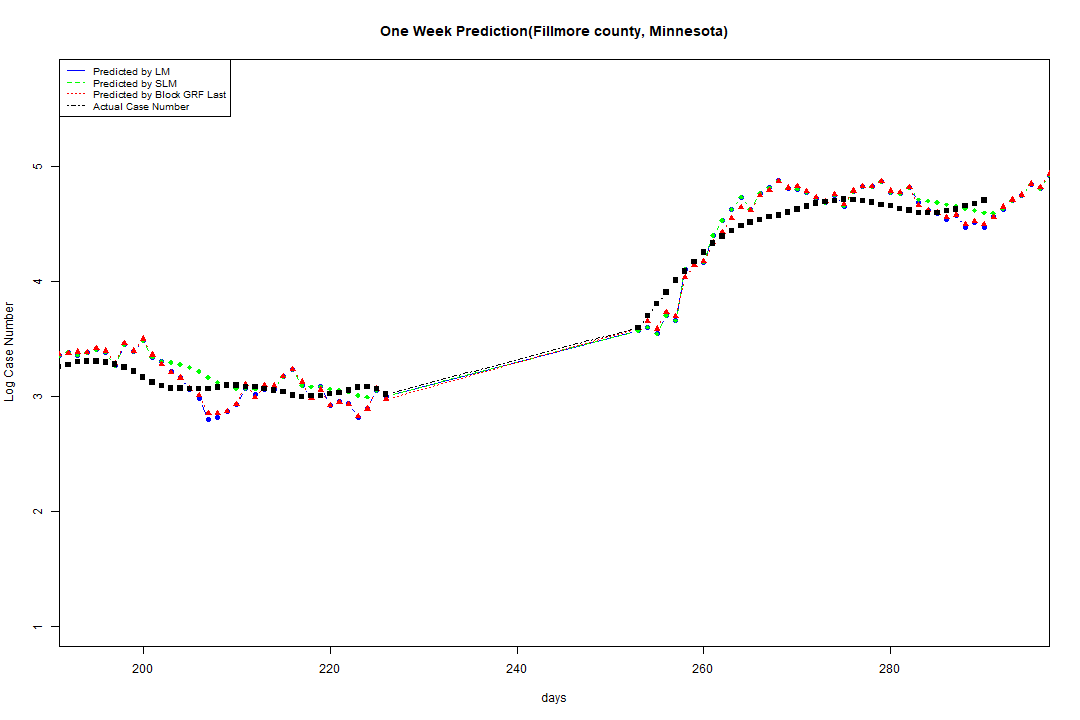 One Week Prediction(Fillmore county, Minnesota)
Predicted by LM
Predicted by SLM
Predicted by Block GRF Last
Actual Case Number
5
4
3
2
1
Log Case Number
200 220 240 260 280
days